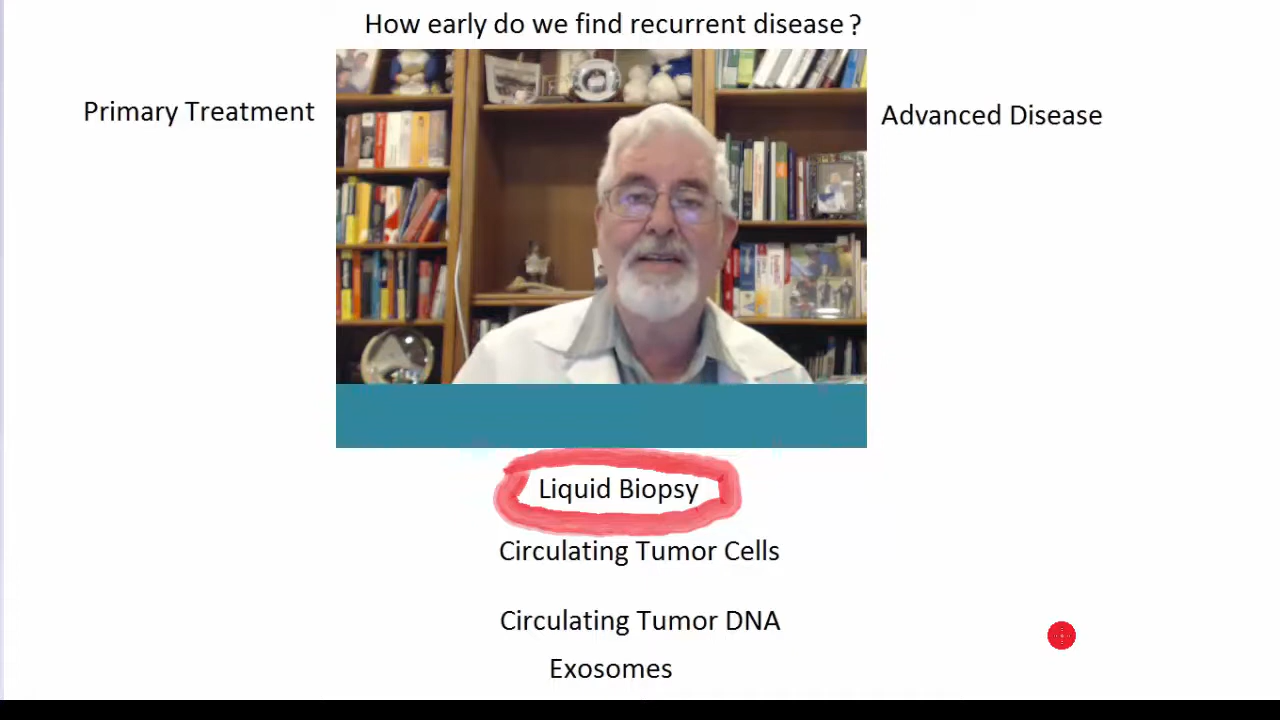 How early do we find recurrent disease ?
Primary Treatment
Advanced Disease
Liquid Biopsy
Circulating Tumor Cells
Circulating Tumor DNA
Exosomes